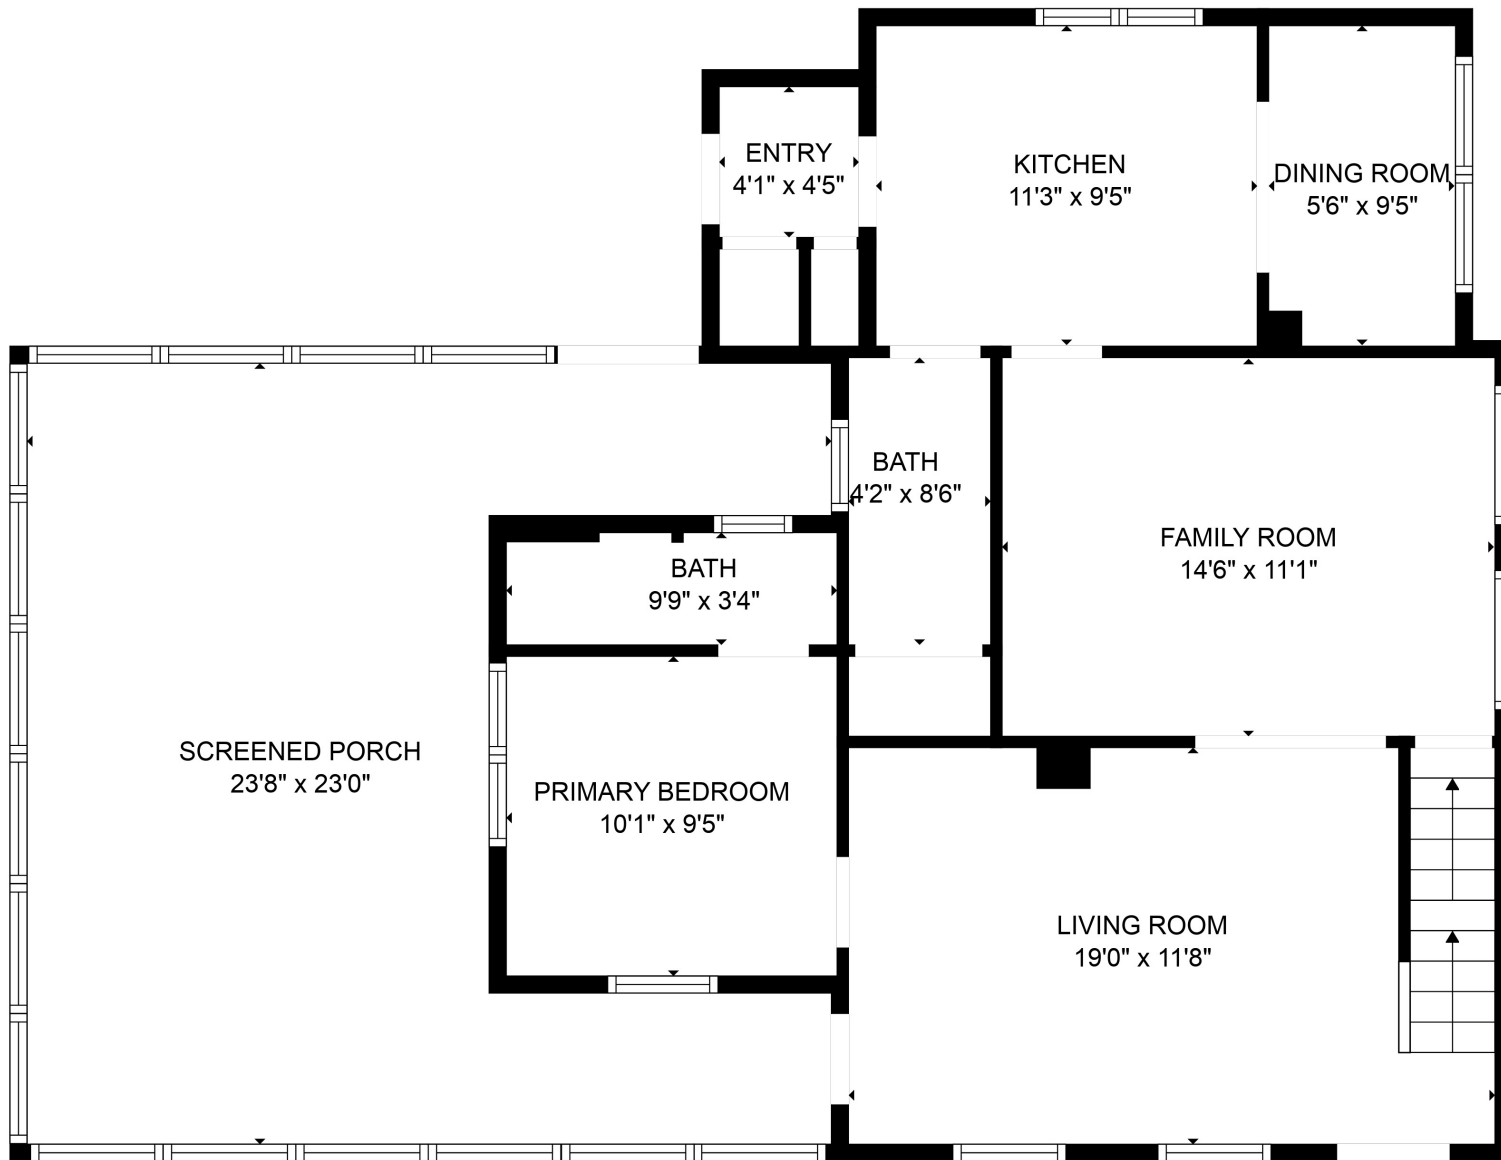 ENTRY
4'1" x 4'5"
KITCHEN
11'3" x 9'5"
DINING ROOM
5'6" x 9'5"
BATH
4'2" x 8'6"
FAMILY ROOM
14'6" x 11'1"
BATH
9'9" x 3'4"
SCREENED PORCH
23'8" x 23'0"
PRIMARY BEDROOM
10'1" x 9'5"
LIVING ROOM
19'0" x 11'8"